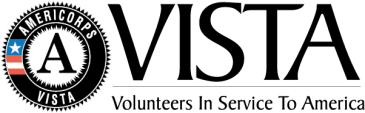 AMERICORPS
A
VISTA
VISTA
Volunteers In Service To America